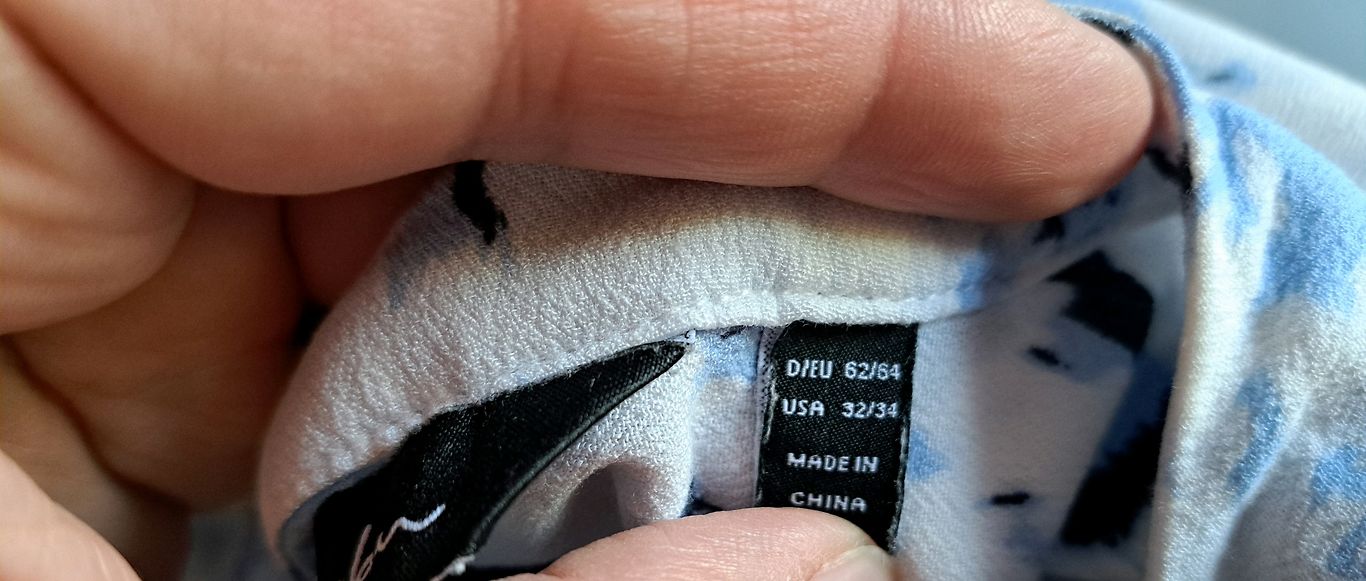 D/EU 62/64
USA 32/34
MADE IN
CHINA